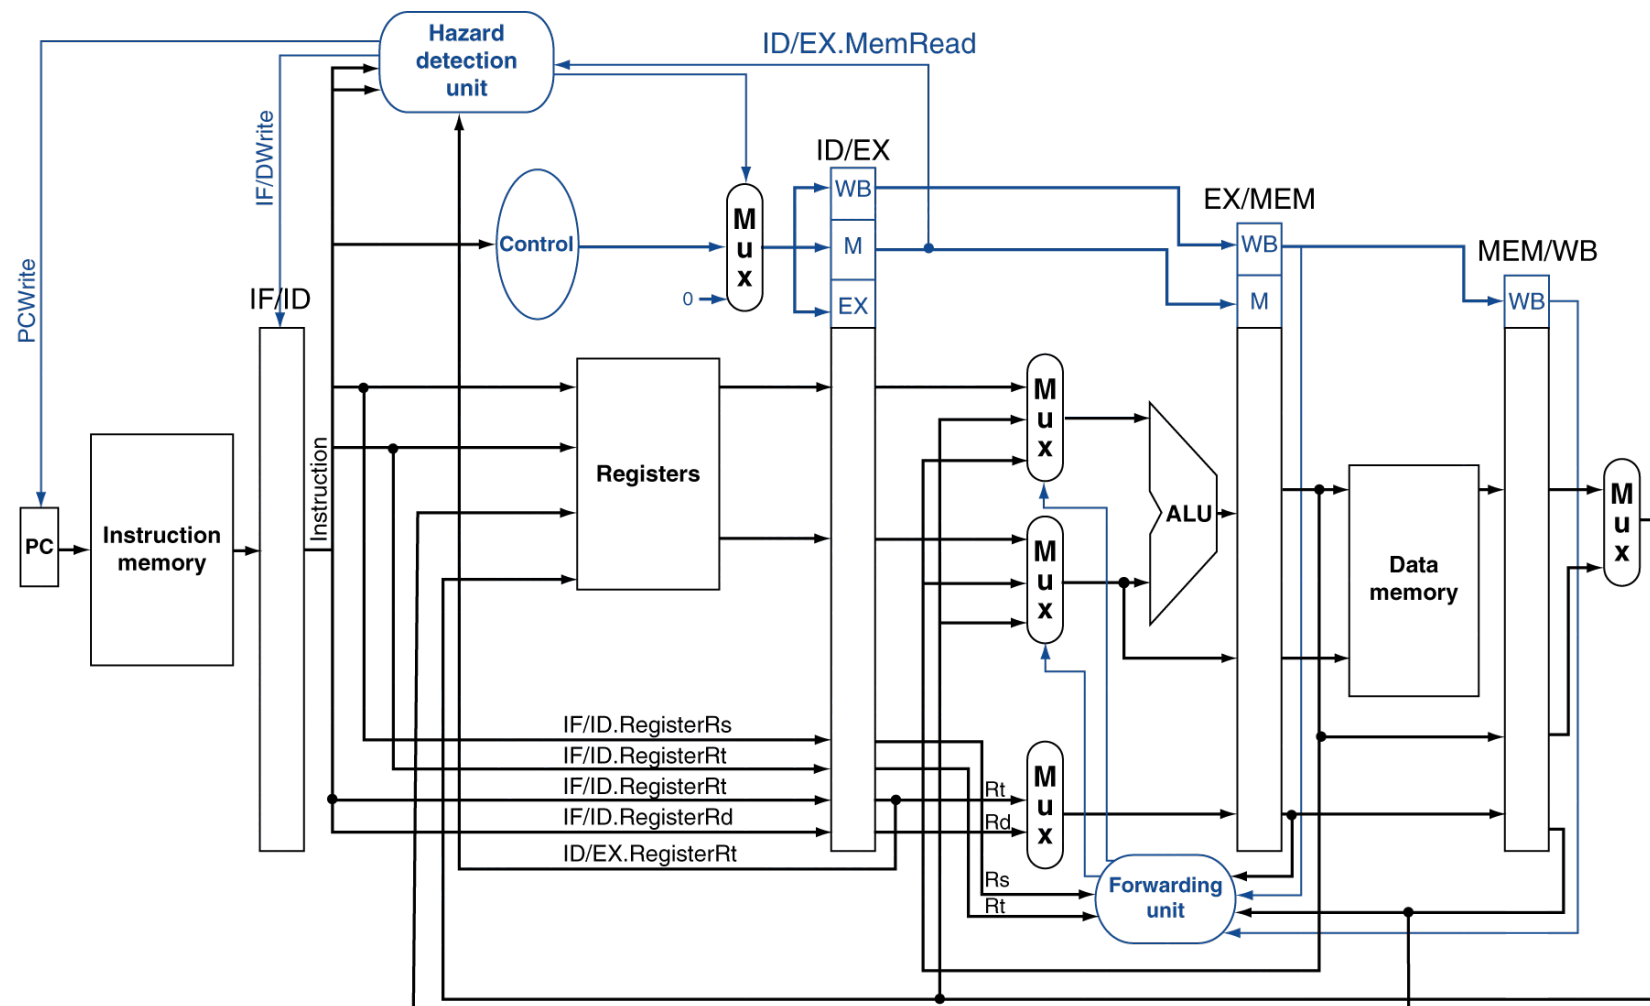 Hazard
detection
unit
ID/EX.MemRead
IF/DWrite
PCWrite
ID/EX
WB
M
EX
Control
M
u
x
0
EX/MEM
WB
M
MEM/WB
WB
IF/ID
PC
Instruction
memory
Instruction
Registers
M
u
x
M
u
x
ALU
Data
memory
M
u
x
IF/ID.RegisterRs
IF/ID.RegisterRt
IF/ID.RegisterRt
IF/ID.RegisterRd
ID/EX.RegisterRt
Rt
Rd
M
u
x
Rs
Rt
Forwarding
unit